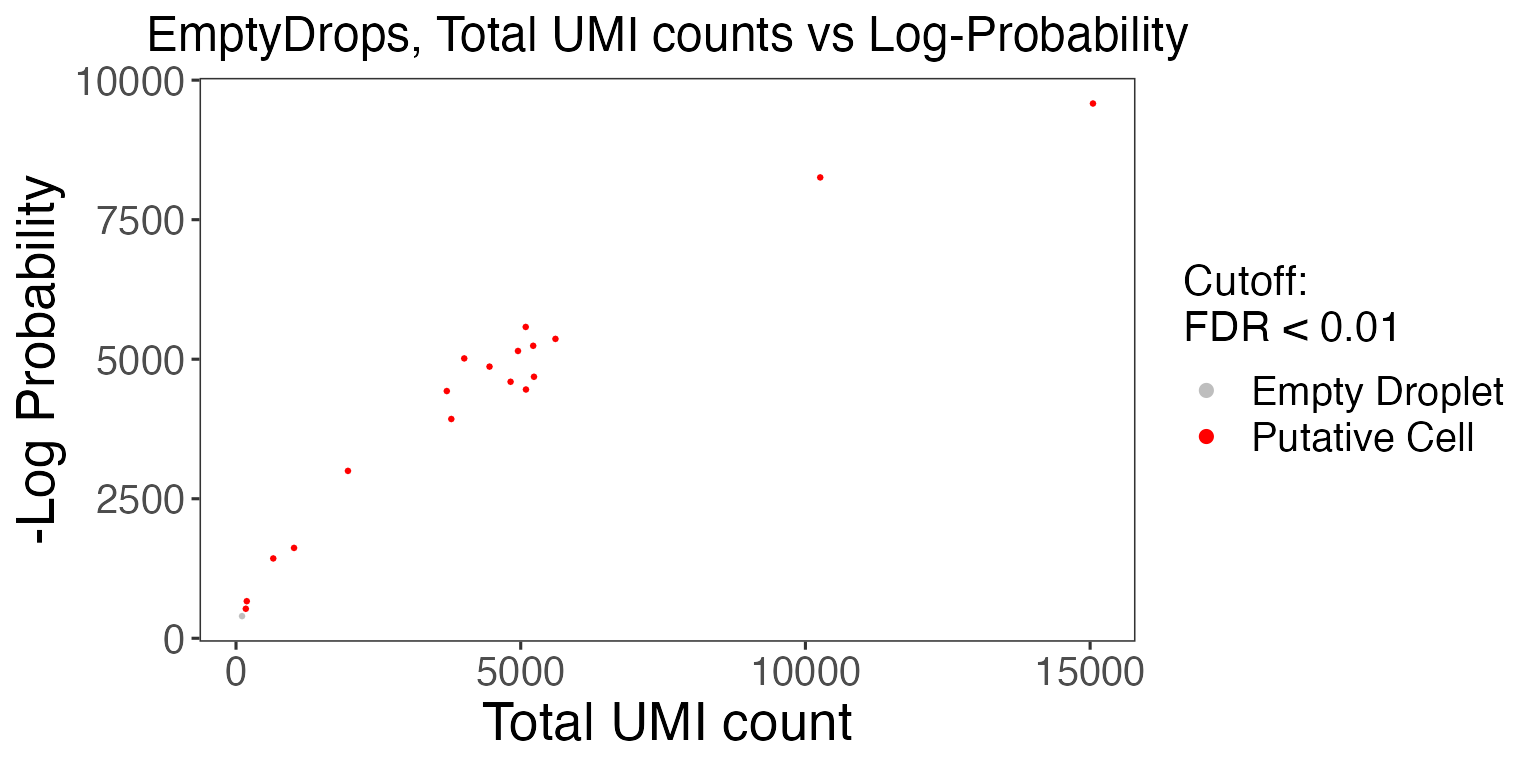 EmptyDrops, Total UMI counts vs Log-Probability
10000
7500
5000
2500
0
-Log Probability
0 5000 10000 15000
Total UMI count
Cutoff:
FDR < 0.01
Empty Droplet
Putative Cell